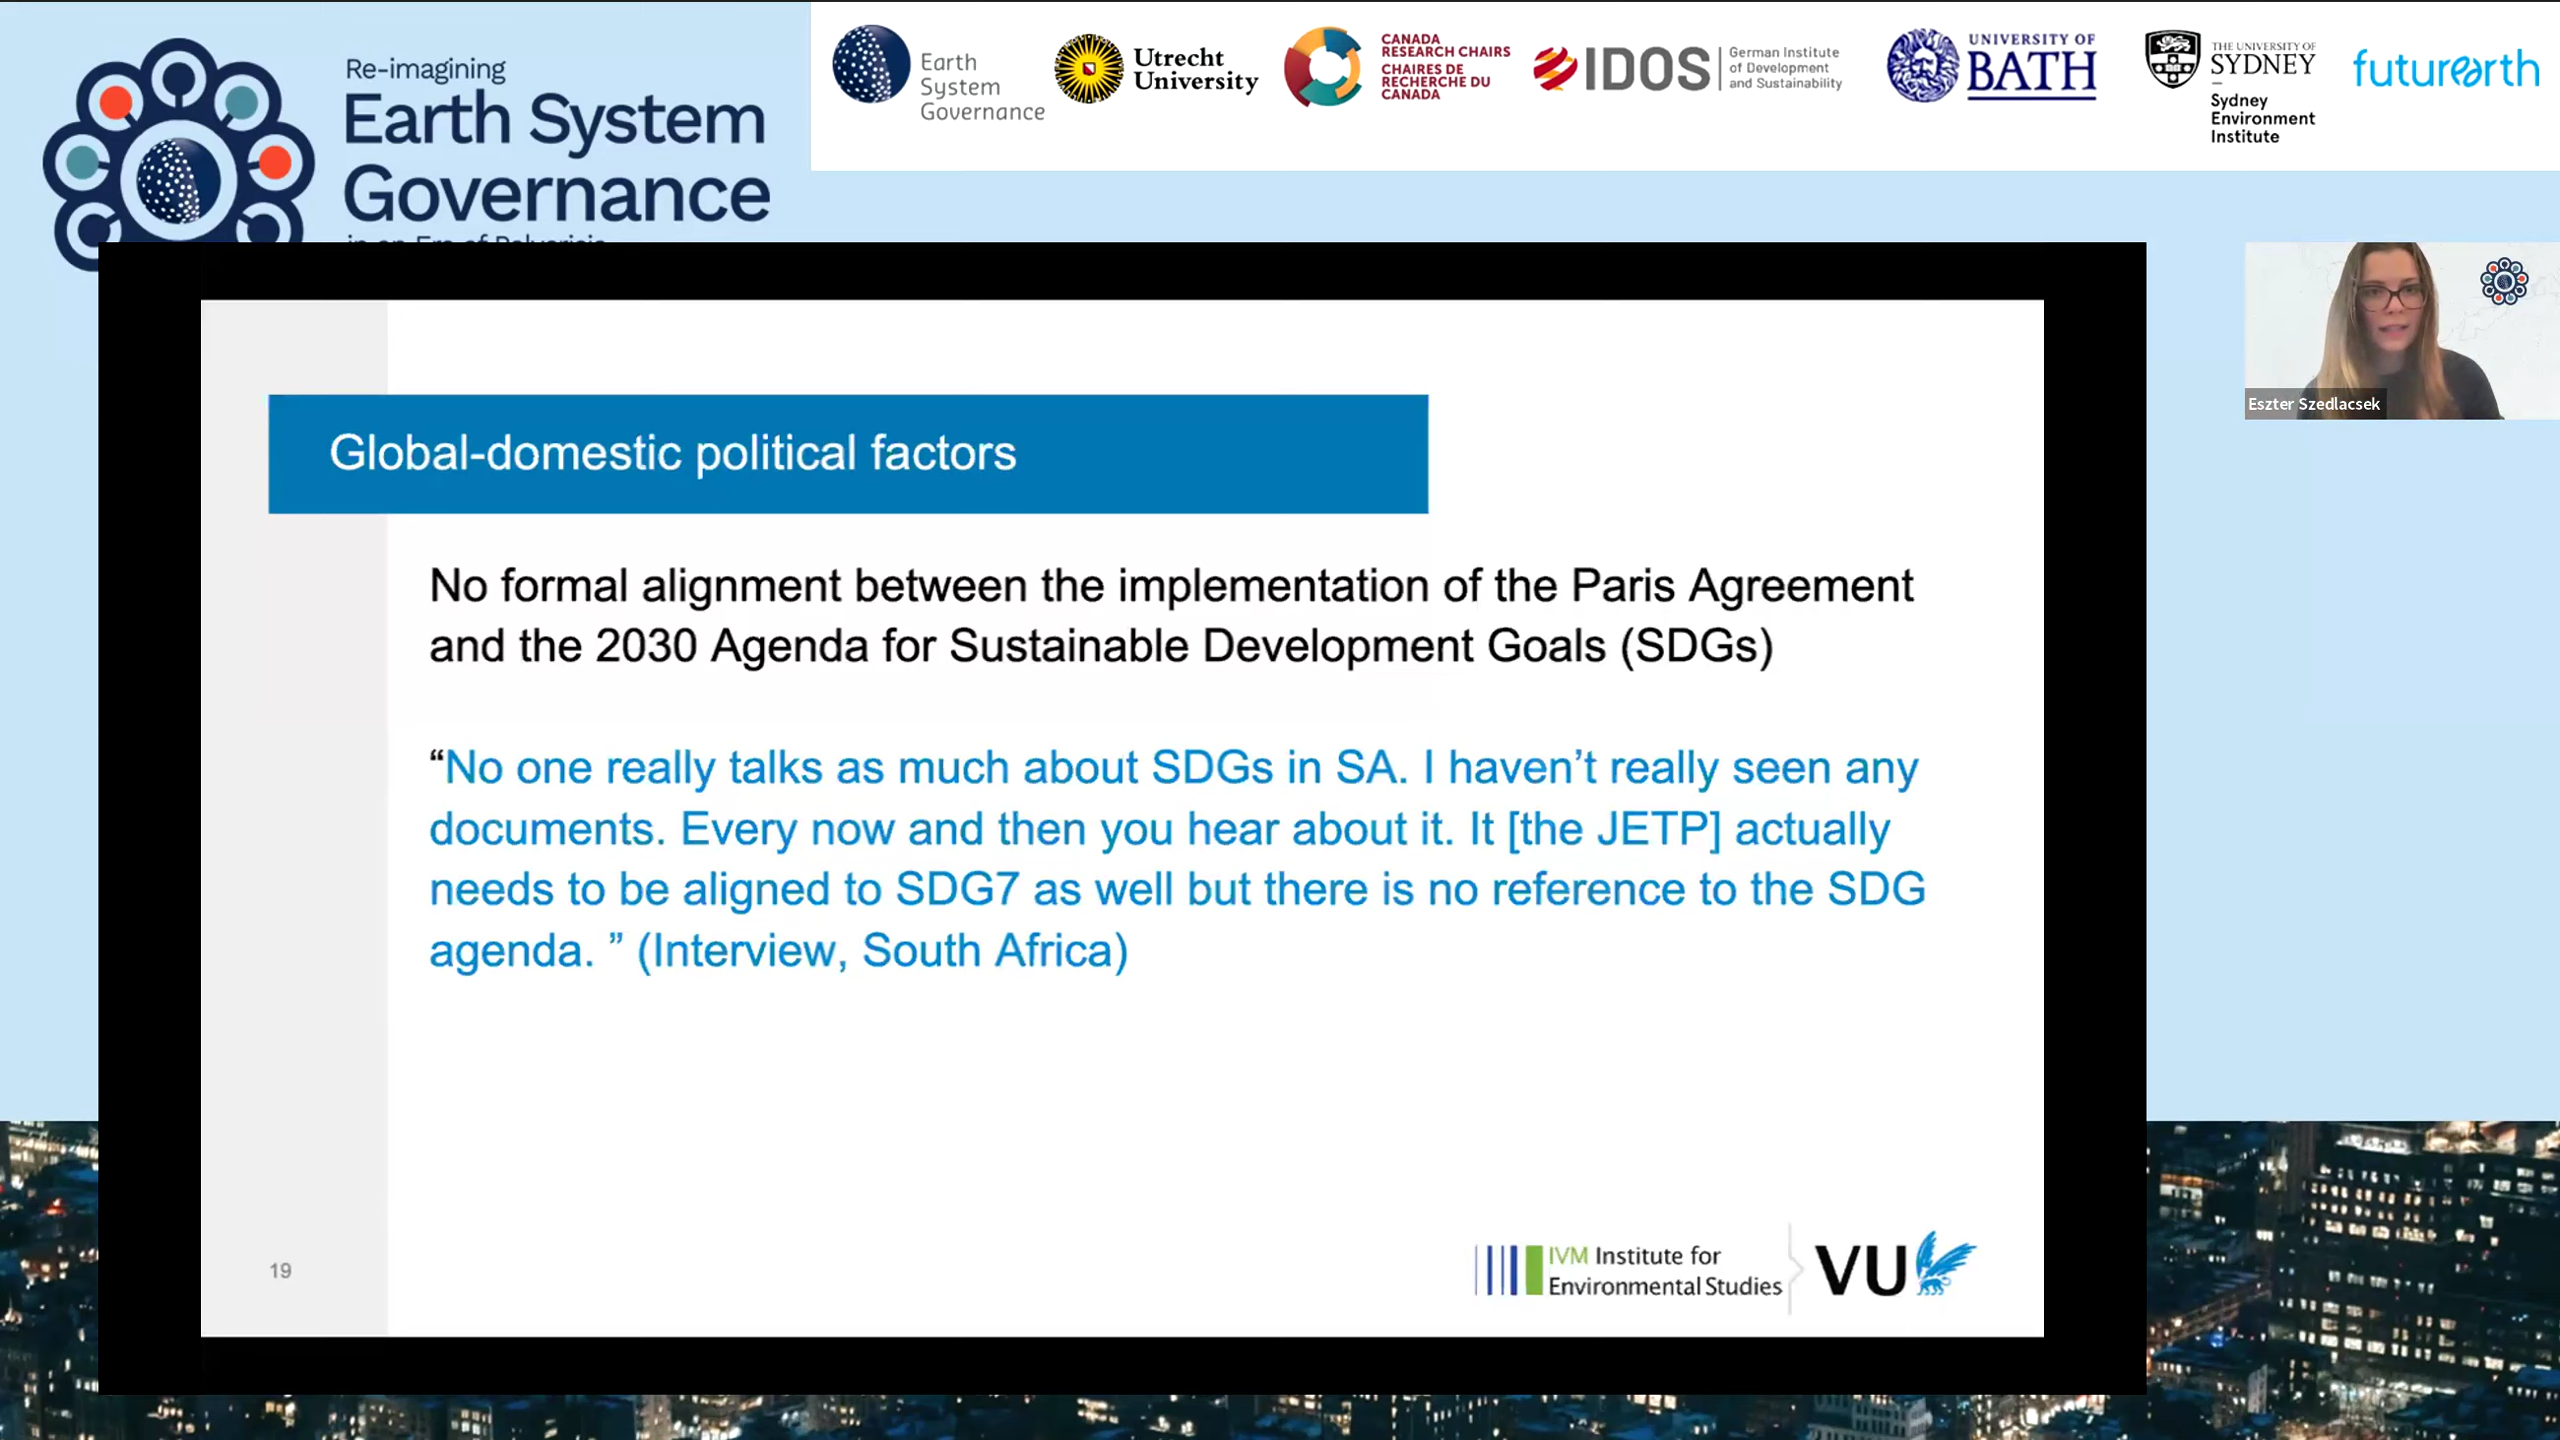 Re-imagining
Earth System
Governance
in an Era of Polycrisis
Earth
System
Governance
Utrecht
University
CANADA
RESEARCH CHAIRS
CHAIRES DE
RECHERCHE DU
CANADA
IDOS
German Institute
of Development
and Sustainability
UNIVERSITY OF
BATH
THE UNIVERSITY OF
SYDNEY
Sydney
Environment
Institute
futurearth
Eszter Szedlacsek
Global-domestic political factors
No formal alignment between the implementation of the Paris Agreement
and the 2030 Agenda for Sustainable Development Goals (SDGs)
“No one really talks as much about SDGs in SA. I haven’t really seen any
documents. Every now and then you hear about it. It [the JETP] actually
needs to be aligned to SDG7 as well but there is no reference to the SDG
agenda. ” (Interview, South Africa)
19
IVM Institute for
Environmental Studies
VU